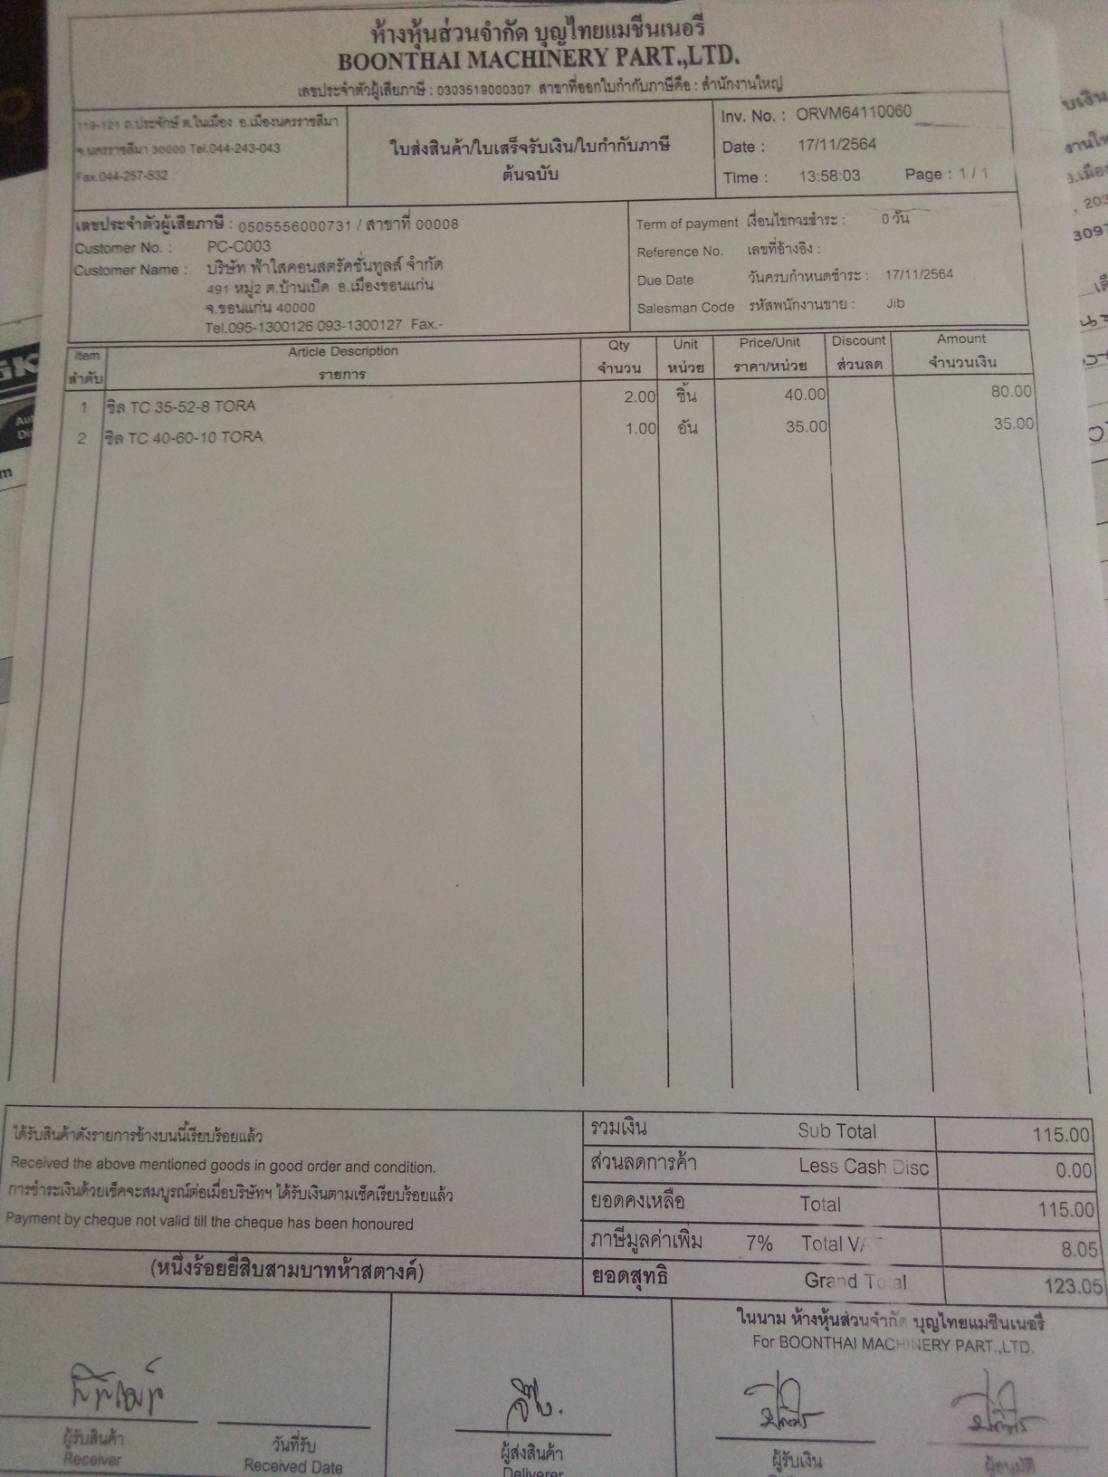 ห้างหุ้นส่วนจำกัด บุญไทยแมชีนเนอรี่
BOONTHAI MACHINERY PART.,LTD.
เลขประจำตัวผู้เสียภาษี : 0303519000307 สาขาที่ออกใบกำกับภาษีคือ : สำนักงานใหญ่
119-121 ถ.ประจักษ์ ต.ในเมือง อ.เมืองนครราชสีมา
จ.นครราชสีมา 30000 Tel.044-243-043
Fax.044-257-532
ใบส่งสินค้า/ใบเสร็จรับเงิน/ใบกำกับภาษี
ต้นฉบับ
Inv. No. : ORVM64110060
Date : 17/11/2564
Time : 13:58:03 Page : 1 / 1
เลขประจำตัวผู้เสียภาษี : 0505556000731 / สาขาที่ 00008
Customer No. : PC-C003
Customer Name : บริษัท ฟ้าใสคอนสตรัคชั่นทูลส์ จำกัด
491 หมู่2 ต.บ้านเป็ด อ.เมืองขอนแก่น
จ.ขอนแก่น 40000
Tel.095-1300126 093-1300127 Fax.-
Term of payment เงื่อนไขการชำระ : 0 วัน
Reference No. เลขที่อ้างอิง :
Due Date วันครบกำหนดชำระ : 17/11/2564
Salesman Code รหัสพนักงานขาย : Jib
Item Article Description Qty Unit Price/Unit Discount Amount
ลำดับ รายการ จำนวน หน่วย ราคา/หน่วย ส่วนลด จำนวนเงิน
1 ซีล TC 35-52-8 TORA 2.00 ชิ้น 40.00 80.00
2 ซีล TC 40-60-10 TORA 1.00 อัน 35.00 35.00
ได้รับสินค้าดังรายการข้างบนนี้เรียบร้อยแล้ว
Received the above mentioned goods in good order and condition.
การชำระเงินด้วยเช็คจะสมบูรณ์ต่อเมื่อบริษัทฯ ได้รับเงินตามเช็คเรียบร้อยแล้ว
Payment by cheque not valid till the cheque has been honoured
(หนึ่งร้อยยี่สิบสามบาทห้าสตางค์)
รวมเงิน Sub Total 115.00
ส่วนลดการค้า Less Cash Disc 0.00
ยอดคงเหลือ Total 115.00
ภาษีมูลค่าเพิ่ม 7% Total VAT 8.05
ยอดสุทธิ Grand Total 123.05
ในนาม ห้างหุ้นส่วนจำกัด บุญไทยแมชีนเนอรี่
For BOONTHAI MACHINERY PART.,LTD.
ผู้รับสินค้า
Receiver
วันที่รับ
Received Date
ผู้ส่งสินค้า
Deliverer
ผู้รับเงิน
ผู้อนุมัติ